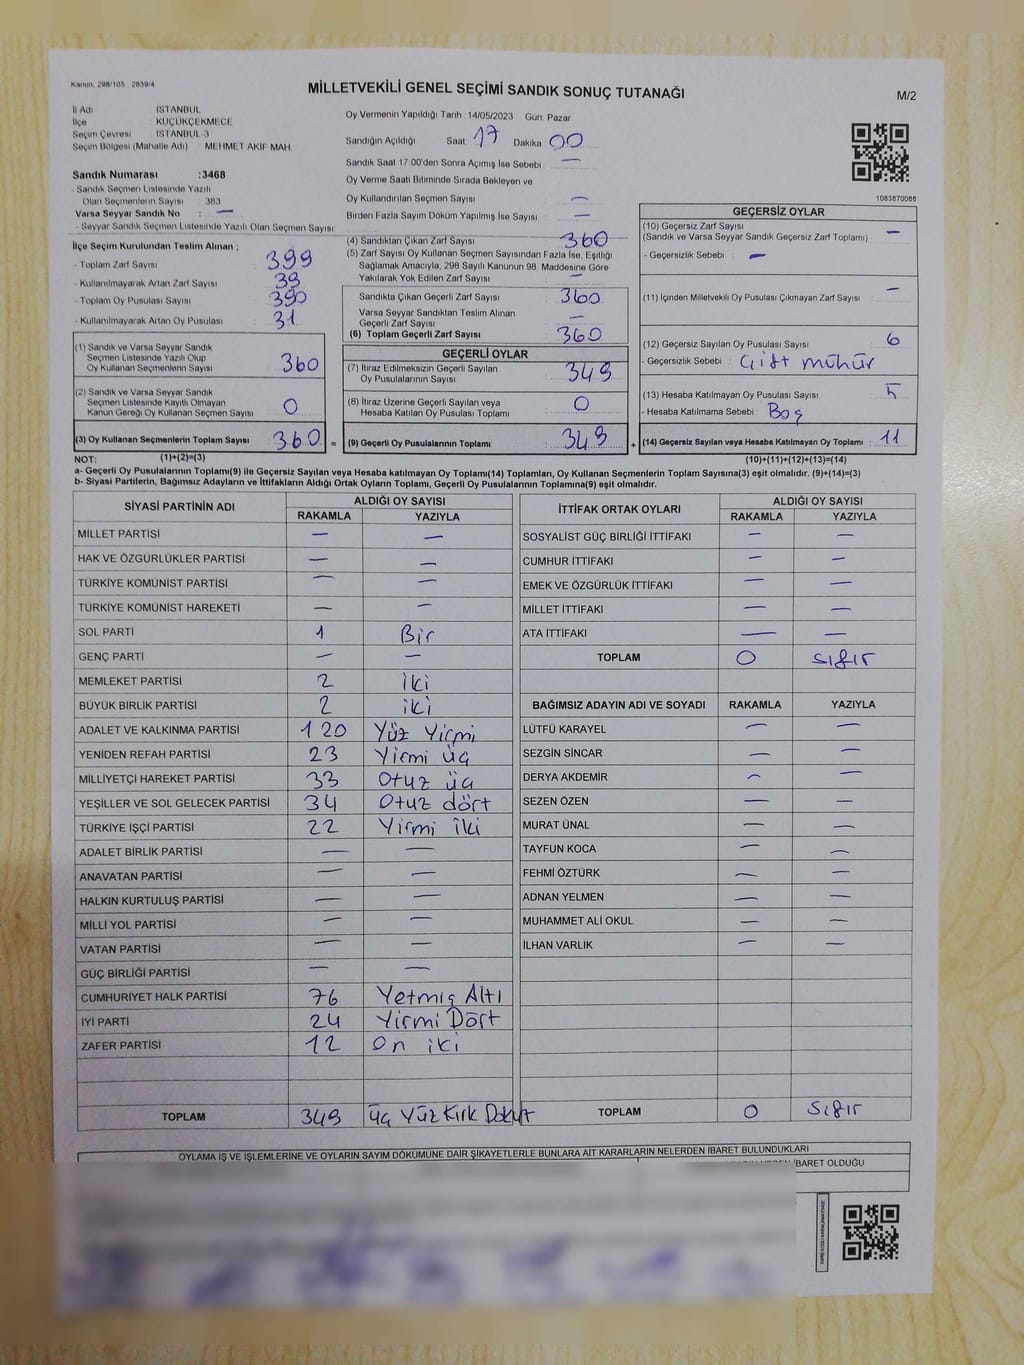 Kanun, 298/105 , 2839/4
MİLLETVEKİLİ GENEL SEÇİMİ SANDIK SONUÇ TUTANAĞI
M/2
İl Adı İSTANBUL
İlçe KÜÇÜKÇEKMECE
Seçim Çevresi İSTANBUL-3
Seçim Bölgesi (Mahalle Adı) MEHMET AKİF MAH
Oy Vermenin Yapıldığı Tarih : 14/05/2023 Gün: Pazar
Sandığın Açıldığı Saat 17 Dakika 00
Sandık Saat 17:00'den Sonra Açımış İse Sebebi : —
Oy Verme Saati Bitiminde Sırada Bekleyen ve
Oy Kullandırılan Seçmen Sayısı : —
Birden Fazla Sayım Döküm Yapılmış İse Sayısı : —
Sandık Numarası :3468
- Sandık Seçmen Listesinde Yazılı
Olan Seçmenlerin Sayısı 383
Varsa Seyyar Sandık No : —
- Seyyar Sandık Seçmen Listesinde Yazılı Olan Seçmen Sayısı :
1083870066
İlçe Seçim Kurulundan Teslim Alınan ;
- Toplam Zarf Sayısı 399
- Kullanılmayarak Artan Zarf Sayısı : 39
- Toplam Oy Pusulası Sayısı 390
- Kullanılmayarak Artan Oy Pusulası : 31
(1) Sandık ve Varsa Seyyar Sandık
Seçmen Listesinde Yazılı Olup
Oy Kullanan Seçmenlerin Sayısı 360
(2) Sandık ve Varsa Seyyar Sandık
Seçmen Listesinde Kayıtlı Olmayan
Kanun Gereği Oy Kullanan Seçmen Sayısı 0
(3) Oy Kullanan Seçmenlerin Toplam Sayısı 360 =
(4) Sandıktan Çıkan Zarf Sayısı 360
(5) Zarf Sayısı Oy Kullanan Seçmen Sayısından Fazla İse, Eşitliği
Sağlamak Amacıyla, 298 Sayılı Kanunun 98. Maddesine Göre
Yakılarak Yok Edilen Zarf Sayısı : —
Sandıkta Çıkan Geçerli Zarf Sayısı : 360
Varsa Seyyar Sandıktan Teslim Alınan
Geçerli Zarf Sayısı : —
(6) Toplam Geçerli Zarf Sayısı : 360
GEÇERLİ OYLAR
(7) İtiraz Edilmeksizin Geçerli Sayılan
Oy Pusulalarının Sayısı 349
(8) İtiraz Üzerine Geçerli Sayılan veya
Hesaba Katılan Oy Pusulası Toplamı 0
(9) Geçerli Oy Pusulalarının Toplamı 349 +
GEÇERSİZ OYLAR
(10) Geçersiz Zarf Sayısı
(Sandık ve Varsa Seyyar Sandık Geçersiz Zarf Toplamı) . —
- Geçersizlik Sebebi : —
(11) İçinden Milletvekili Oy Pusulası Çıkmayan Zarf Sayısı : —
(12) Geçersiz Sayılan Oy Pusulası Sayısı 6
- Geçersizlik Sebebi : Çift mühür
(13) Hesaba Katılmayan Oy Pusulası Sayısı 5
- Hesaba Katılmama Sebebi : Boş
(14) Geçersiz Sayılan veya Hesaba Katılmayan Oy Toplamı : 11
NOT: (1)+(2)=(3) (10)+(11)+(12)+(13)=(14)
a- Geçerli Oy Pusulalarının Toplamı(9) ile Geçersiz Sayılan veya Hesaba katılmayan Oy Toplamı(14) Toplamları, Oy Kullanan Seçmenlerin Toplam Sayısına(3) eşit olmalıdır. (9)+(14)=(3)
b- Siyasi Partilerin, Bağımsız Adayların ve İttifakların Aldığı Ortak Oyların Toplamı, Geçerli Oy Pusulalarının Toplamına(9) eşit olmalıdır.
SİYASİ PARTİNİN ADI ALDIĞI OY SAYISI
RAKAMLA YAZIYLA
MİLLET PARTİSİ — —
HAK VE ÖZGÜRLÜKLER PARTİSİ — —
TÜRKİYE KOMÜNİST PARTİSİ — —
TÜRKİYE KOMÜNİST HAREKETİ — —
SOL PARTİ 1 Bir
GENÇ PARTİ — —
MEMLEKET PARTİSİ 2 iki
BÜYÜK BİRLİK PARTİSİ 2 iki
ADALET VE KALKINMA PARTİSİ 120 Yüz Yirmi
YENİDEN REFAH PARTİSİ 23 Yirmi üç
MİLLİYETÇİ HAREKET PARTİSİ 33 Otuz üç
YEŞİLLER VE SOL GELECEK PARTİSİ 34 Otuz dört
TÜRKİYE İŞÇİ PARTİSİ 22 Yirmi iki
ADALET BİRLİK PARTİSİ — —
ANAVATAN PARTİSİ — —
HALKIN KURTULUŞ PARTİSİ — —
MİLLİ YOL PARTİSİ — —
VATAN PARTİSİ — —
GÜÇ BİRLİĞİ PARTİSİ — —
CUMHURİYET HALK PARTİSİ 76 Yetmiş Altı
İYİ PARTİ 24 Yirmi Dört
ZAFER PARTİSİ 12 On iki
TOPLAM 349 üç Yüz Kırk Dokuz
İTTİFAK ORTAK OYLARI ALDIĞI OY SAYISI
RAKAMLA YAZIYLA
SOSYALİST GÜÇ BİRLİĞİ İTTİFAKI — —
CUMHUR İTTİFAKI — —
EMEK VE ÖZGÜRLÜK İTTİFAKI — —
MİLLET İTTİFAKI — —
ATA İTTİFAKI — —
TOPLAM 0 sıfır
BAĞIMSIZ ADAYIN ADI VE SOYADI RAKAMLA YAZIYLA
LÜTFÜ KARAYEL — —
SEZGİN SİNCAR — —
DERYA AKDEMİR — —
SEZEN ÖZEN — —
MURAT ÜNAL — —
TAYFUN KOCA — —
FEHMİ ÖZTÜRK — —
ADNAN YELMEN — —
MUHAMMET ALİ OKUL — —
İLHAN VARLIK — —
TOPLAM 0 Sıfır
OYLAMA İŞ VE İŞLEMLERİNE VE OYLARIN SAYIM DÖKÜMÜNE DAİR ŞİKAYETLERLE BUNLARA AİT KARARLARIN NELERDEN İBARET BULUNDUKLARI
İBARET OLDUĞU